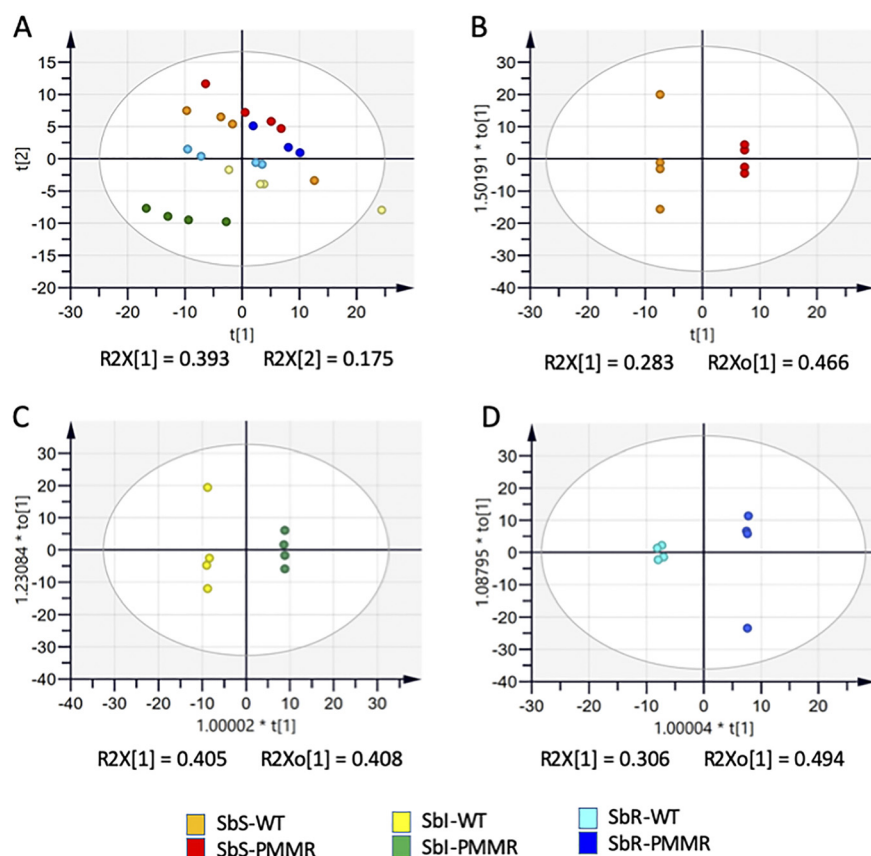 A
B
15
10
5
0
-5
-10
-15
-20
t[2]
-30 -20 -10 0 10 20
t[1]
R2X[1] = 0.393 R2X[2] = 0.175
40
30
20
10
0
-10
-20
-30
-40
1.50191 * to[1]
-30 -20 -10 0 10 20
t[1]
R2X[1] = 0.283 R2Xo[1] = 0.466
C
D
30
20
10
0
-10
-20
-30
-40
1.23084 * to[1]
-40 -30 -20 -10 0 10 20 30
1.00002 * t[1]
R2X[1] = 0.405 R2Xo[1] = 0.408
30
20
10
0
-10
-20
-30
-40
1.08795 * to[1]
-30 -20 -10 0 10 20
1.00004 * t[1]
R2X[1] = 0.306 R2Xo[1] = 0.494
SbS-WT SbI-WT SbR-WT
SbS-PMMR SbI-PMMR SbR-PMMR